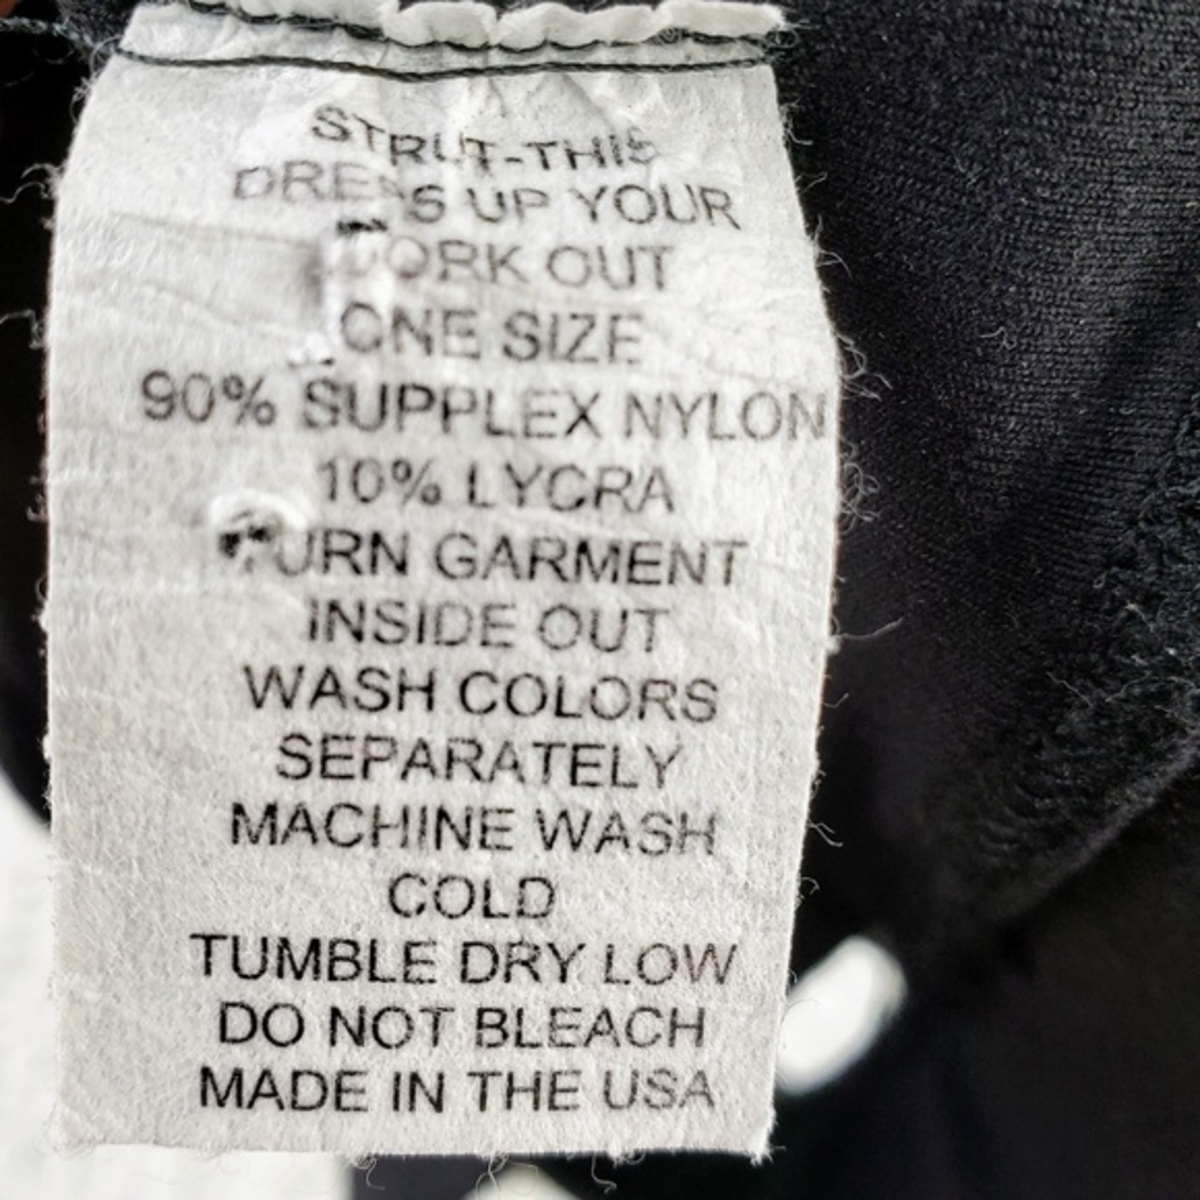 STRUT-THIS
DRESS UP YOUR
WORK OUT
ONE SIZE
90% SUPPLEX NYLON
10% LYCRA
TURN GARMENT
INSIDE OUT
WASH COLORS
SEPARATELY
MACHINE WASH
COLD
TUMBLE DRY LOW
DO NOT BLEACH
MADE IN THE USA